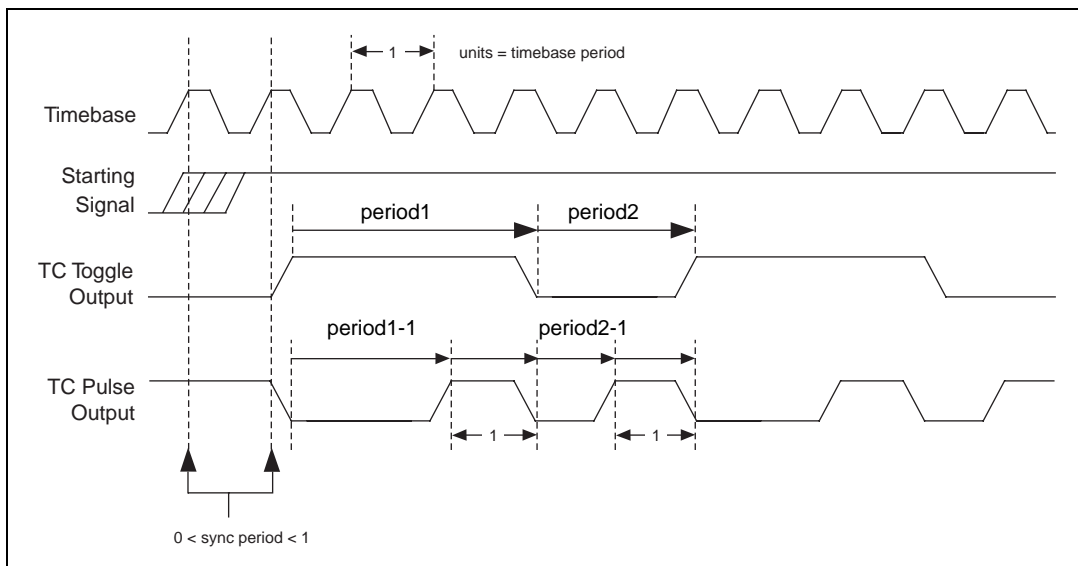 1
units = timebase period
Timebase
Starting
Signal
period1
period2
TC Toggle
Output
period1-1
period2-1
TC Pulse
Output
1
1
0 < sync period < 1